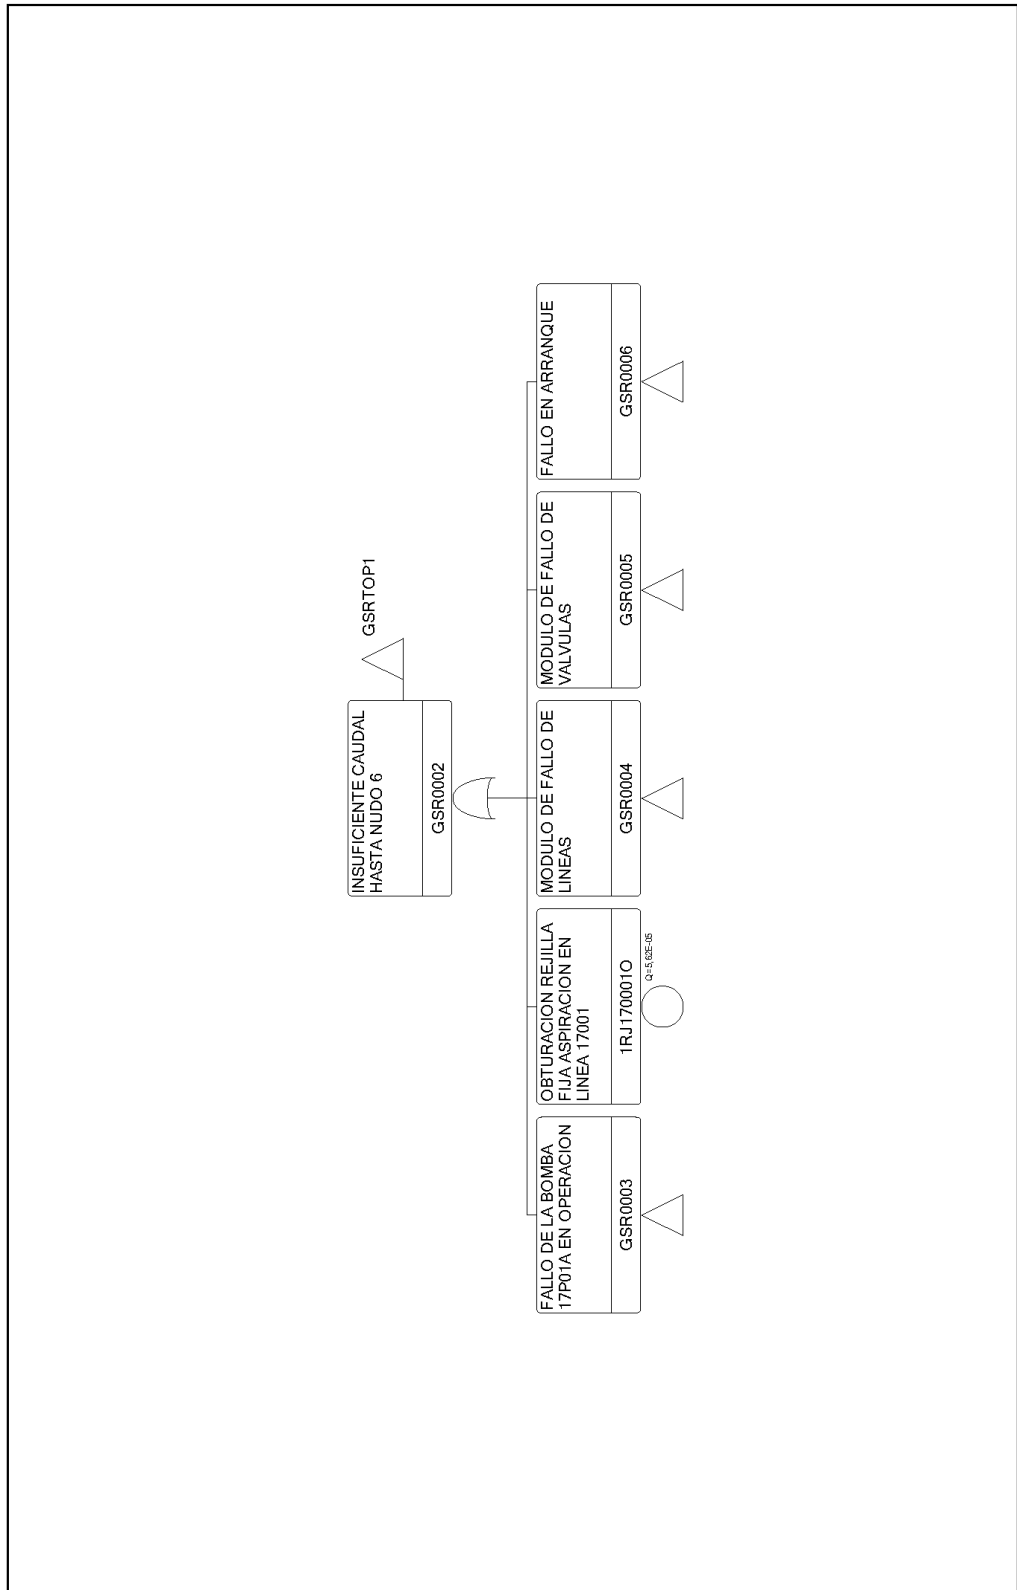 INSUFICIENTE CAUDAL
HASTA NUDO 6
GSR0002
GSRTOP1
FALLO DE LA BOMBA
17P01A EN OPERACION
GSR0003
OBTURACION REJILLA
FIJA ASPIRACION EN
LINEA 17001
1RJ170001O
Q=5,62E-05
MODULO DE FALLO DE
LINEAS
GSR0004
MODULO DE FALLO DE
VALVULAS
GSR0005
FALLO EN ARRANQUE
GSR0006